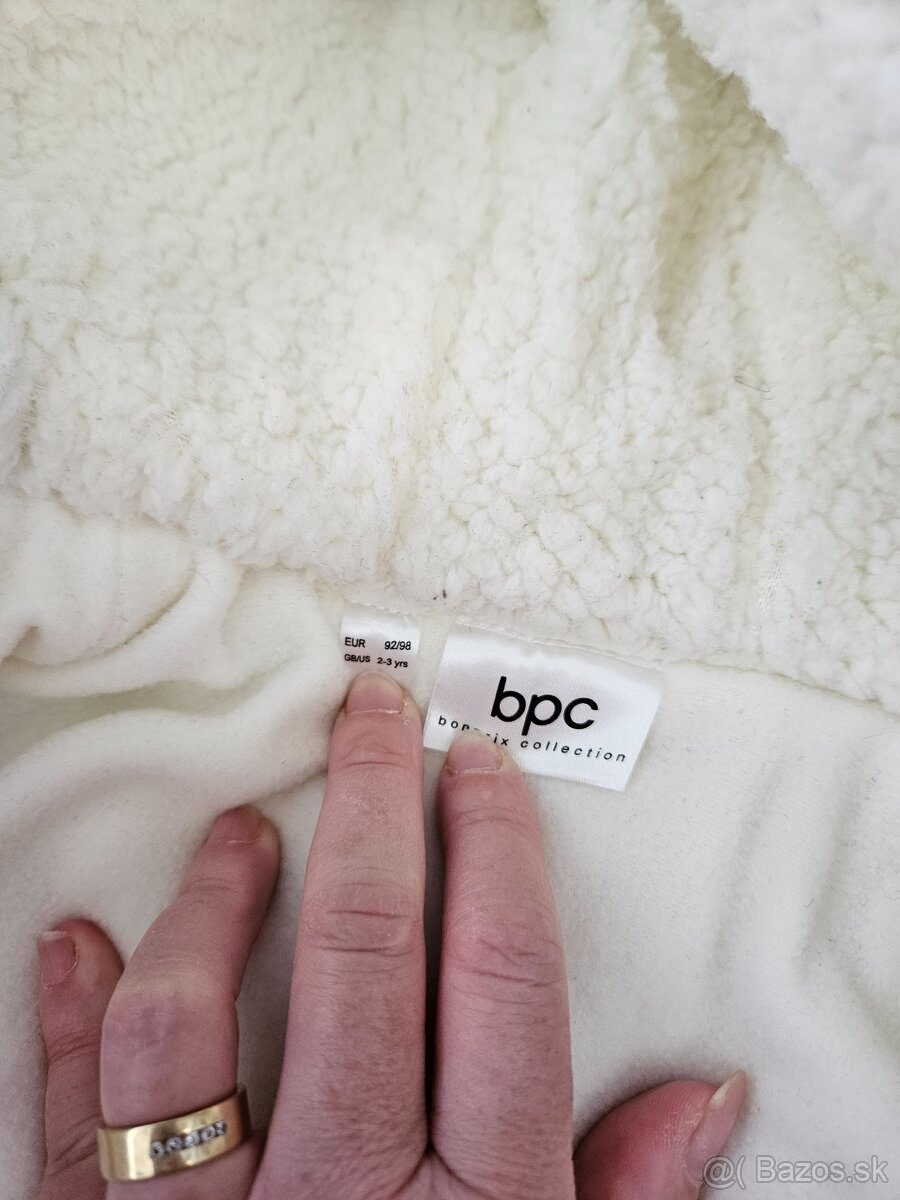 EUR 92/98
GB/US 2-3 yrs
bpc
collection
@( Bazos.sk